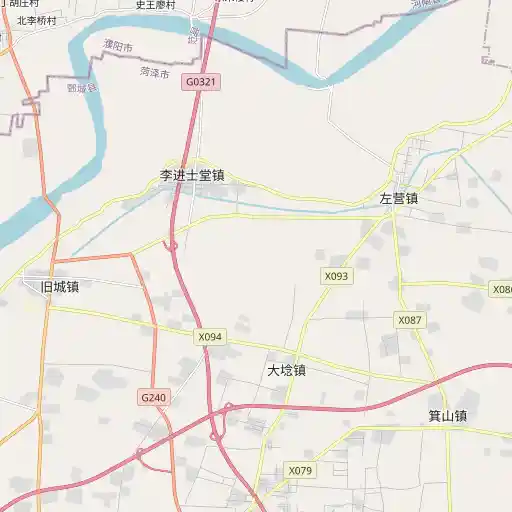 胡庄村
史王廖村
北李桥村
濮阳市
菏泽市
鄄城县
G0321
李进士堂镇
左营镇
X093
旧城镇
X087
X094
大埝镇
G240
箕山镇
X079